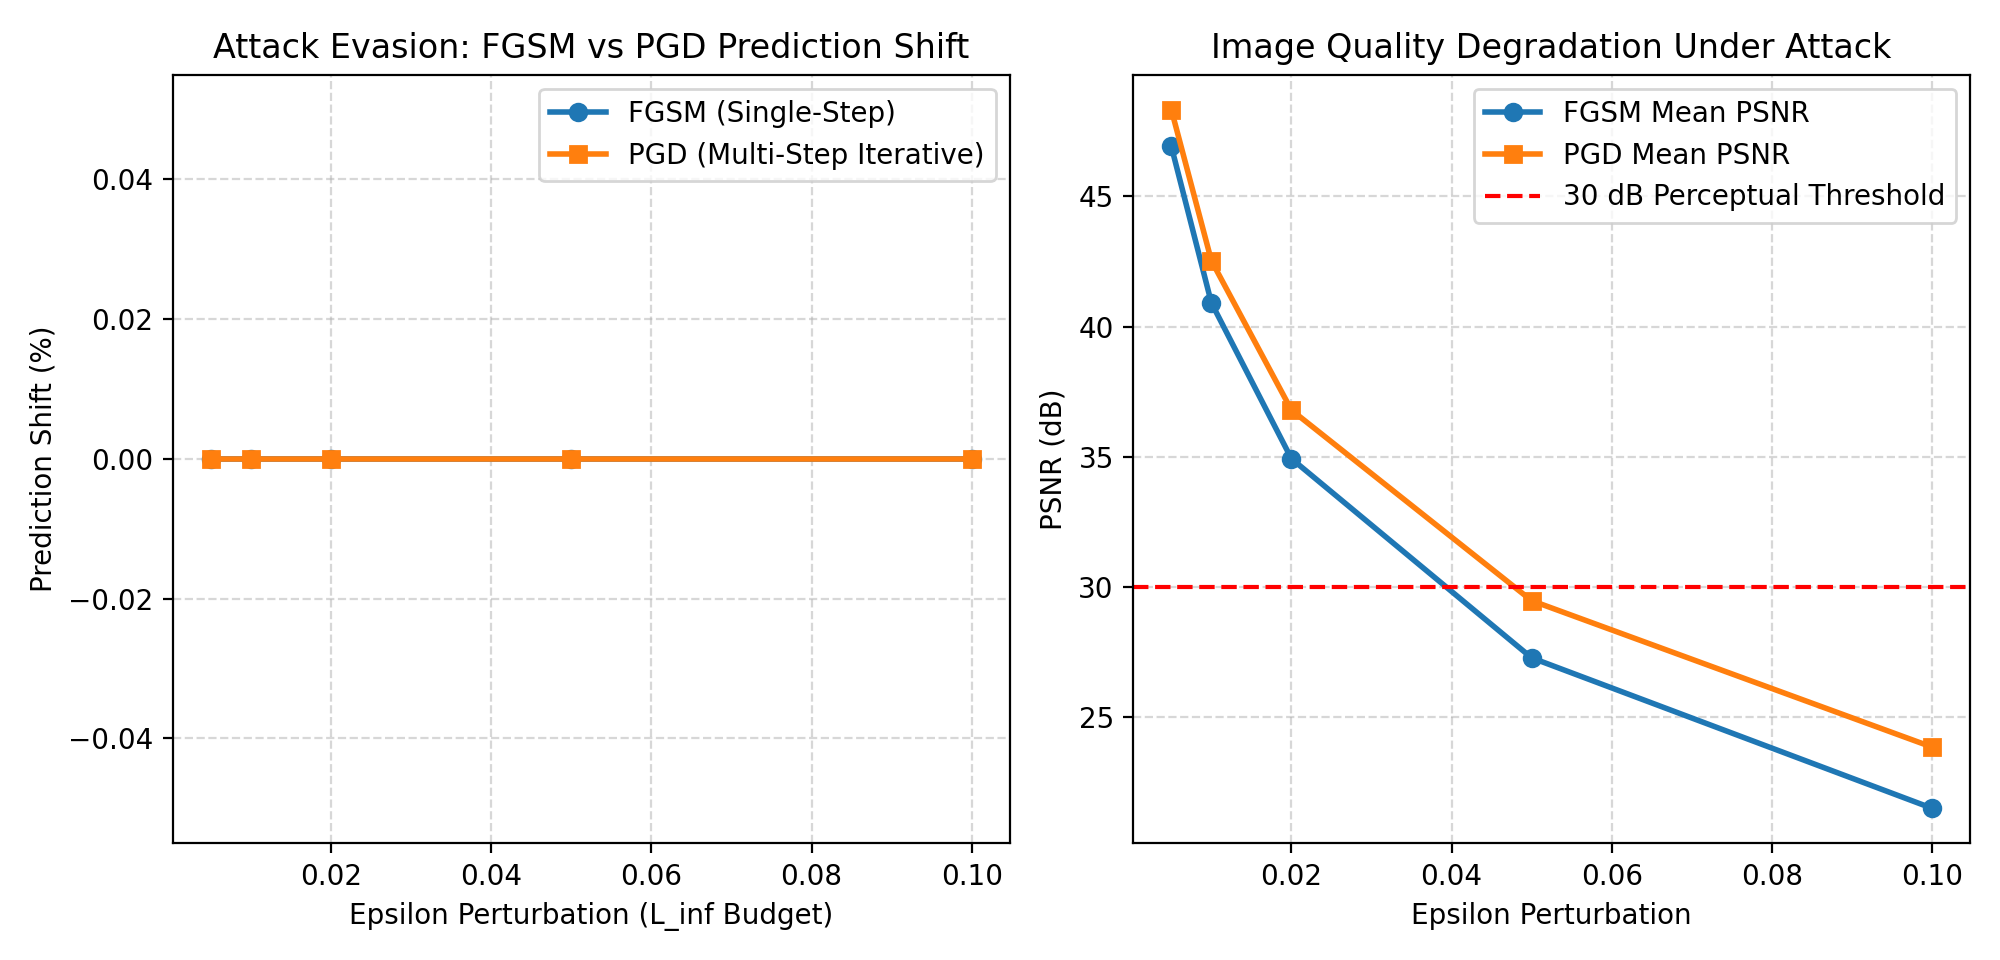 Attack Evasion: FGSM vs PGD Prediction Shift
FGSM (Single-Step)
PGD (Multi-Step Iterative)
Prediction Shift (%)
0.04
0.02
0.00
−0.02
−0.04
0.02 0.04 0.06 0.08 0.10
Epsilon Perturbation (L_inf Budget)
Image Quality Degradation Under Attack
FGSM Mean PSNR
PGD Mean PSNR
30 dB Perceptual Threshold
PSNR (dB)
45
40
35
30
25
0.02 0.04 0.06 0.08 0.10
Epsilon Perturbation